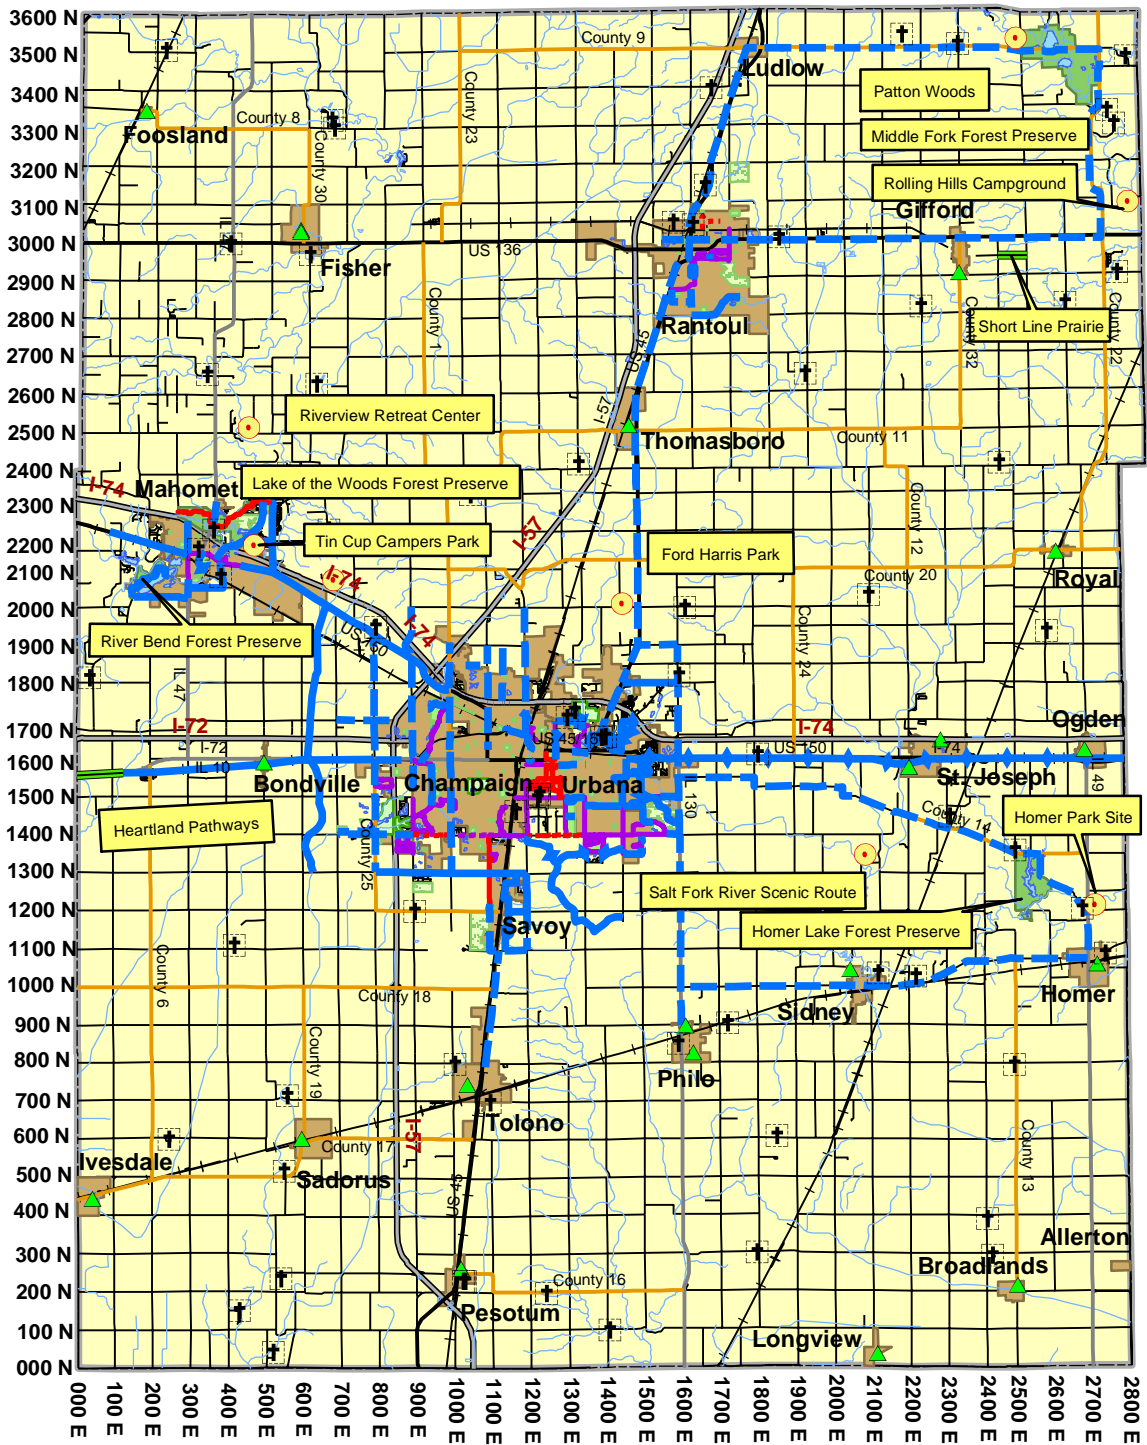 3600 N
3500 N
3400 N
3300 N
3200 N
3100 N
3000 N
2900 N
2800 N
2700 N
2600 N
2500 N
2400 N
2300 N
2200 N
2100 N
2000 N
1900 N
1800 N
1700 N
1600 N
1500 N
1400 N
1300 N
1200 N
1100 N
1000 N
900 N
800 N
700 N
600 N
500 N
400 N
300 N
200 N
100 N
000 N
County 9
Ludlow
County 23
Patton Woods
County 8
Foosland
County 30
Middle Fork Forest Preserve
Rolling Hills Campground
Gifford
US 136
Fisher
County 1
Rantoul
Short Line Prairie
County 32
County 22
US 45
I-57
Riverview Retreat Center
Thomasboro
County 11
Lake of the Woods Forest Preserve
I-74
Mahomet
I-57
County 12
Tin Cup Campers Park
Ford Harris Park
I-74
County 20
Royal
River Bend Forest Preserve
US 150
I-74
County 24
IL 47
I-72
I-72
IL 10
I-74
US 150
I-74
Ogden
US 45/15
Bondville
Champaign
Urbana
St. Joseph
IL 49
130
Heartland Pathways
County 14
Homer Park Site
County 25
Salt Fork River Scenic Route
Savoy
Homer Lake Forest Preserve
County 6
County 18
Homer
Sidney
County 19
Philo
Tolono
I-57
County 17
Ivesdale
Sadorus
County 13
US 45
Allerton
Broadlands
County 16
Pesotum
Longview
000 E
100 E
200 E
300 E
400 E
500 E
600 E
700 E
800 E
900 E
1000 E
1100 E
1200 E
1300 E
1400 E
1500 E
1600 E
1700 E
1800 E
1900 E
2000 E
2100 E
2200 E
2300 E
2400 E
2500 E
2600 E
2700 E
2800 E